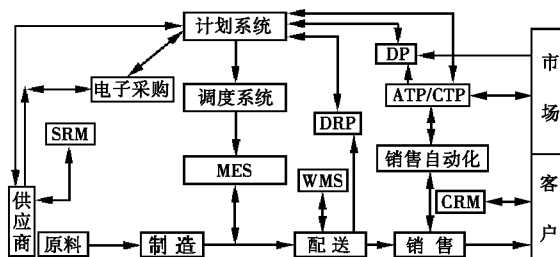 计划系统
DP
市场
电子采购
调度系统
ATP/CTP
SRM
DRP
销售自动化
MES
WMS
CRM
客户
供应商
原料
制造
配送
销售